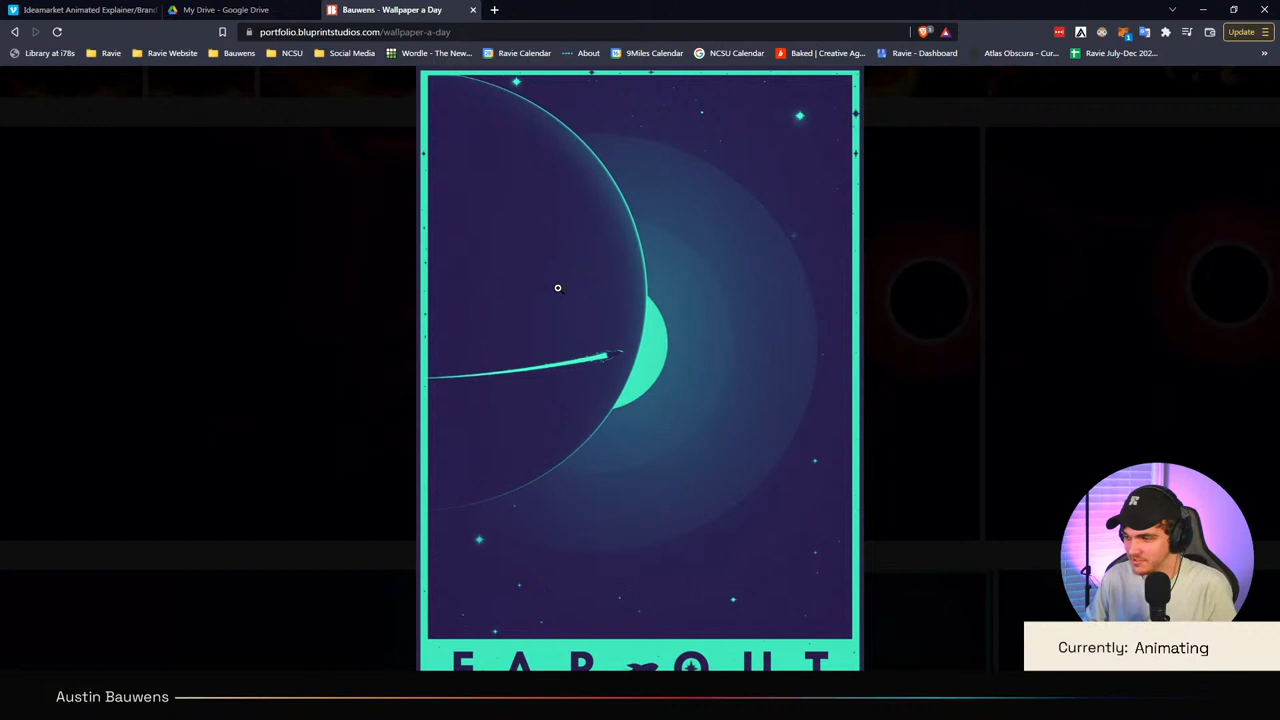 Ideamarket Animated Explainer/Brand
My Drive - Google Drive
Bauwens - Wallpaper a Day
portfolio.bluprintstudios.com/wallpaper-a-day
Update
Library at i78s
Ravie
Ravie Website
Bauwens
NCSU
Social Media
Wordle - The New...
Ravie Calendar
About
9Miles Calendar
NCSU Calendar
Baked | Creative Ag...
Ravie - Dashboard
Atlas Obscura - Cur...
Ravie July-Dec 202...
FAR OUT
Currently: Animating
Austin Bauwens